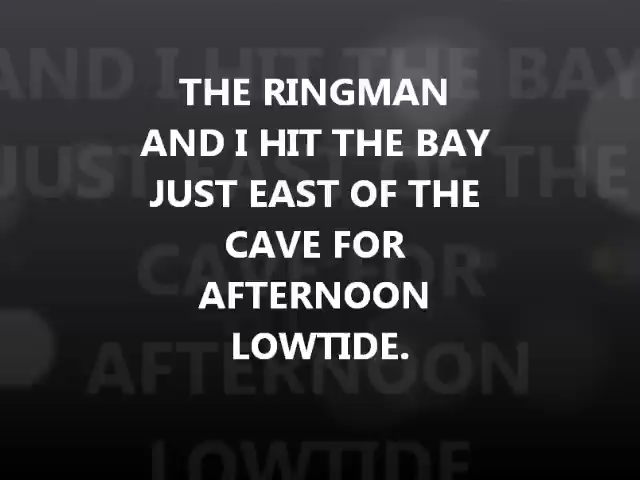 THE RINGMAN
AND I HIT THE BAY
JUST EAST OF THE
CAVE FOR
AFTERNOON
LOWTIDE.